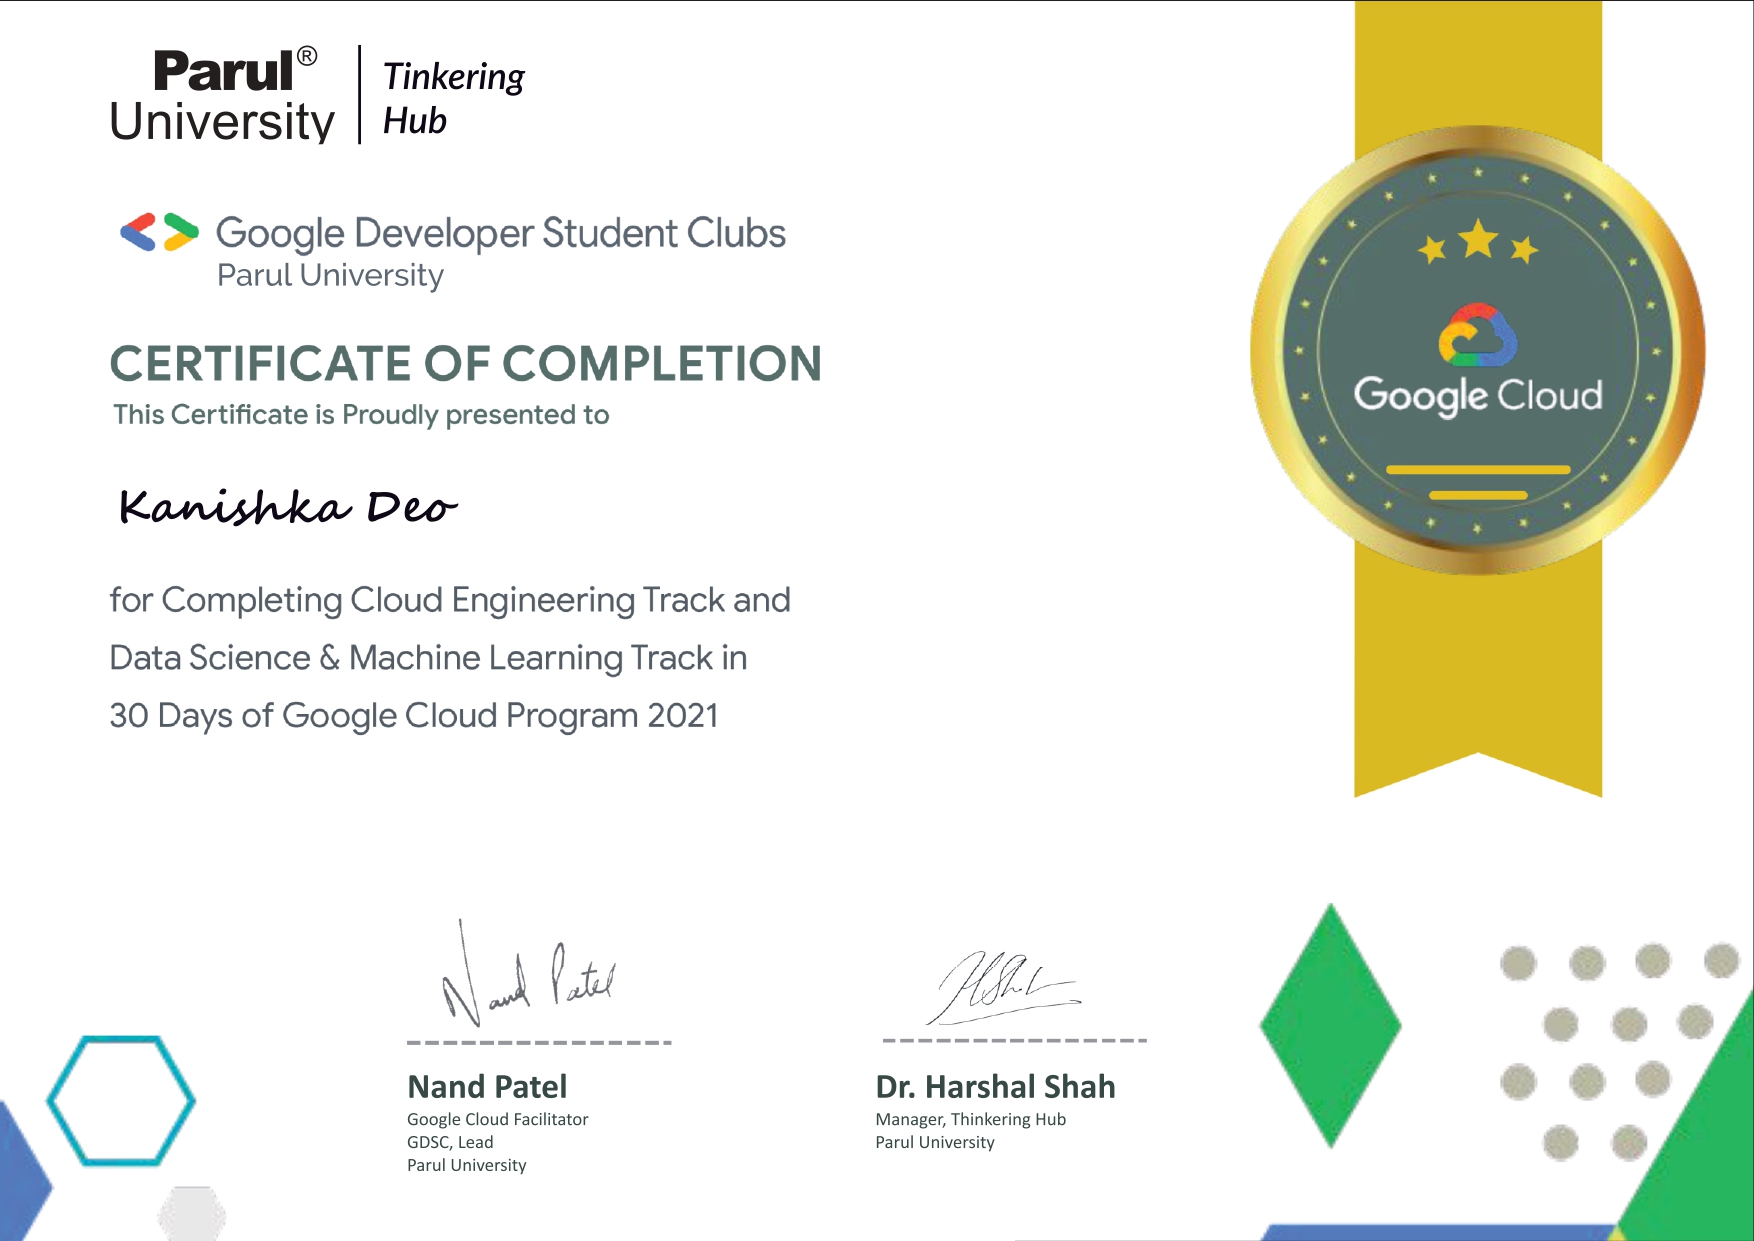 Parul®
University
Tinkering
Hub
Google Developer Student Clubs
Parul University
CERTIFICATE OF COMPLETION
This Certificate is Proudly presented to
Kanishka Deo
for Completing Cloud Engineering Track and
Data Science & Machine Learning Track in
30 Days of Google Cloud Program 2021
Google Cloud
Nand Patel
Nand Patel
Google Cloud Facilitator
GDSC, Lead
Parul University
HShah
Dr. Harshal Shah
Manager, Thinkering Hub
Parul University